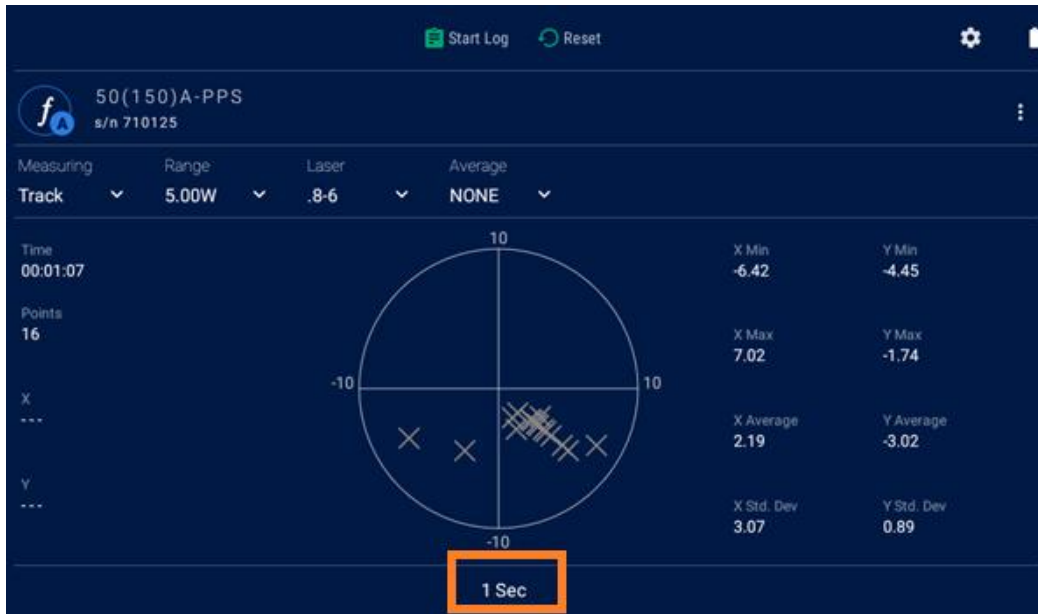 Start Log Reset
f A 50(150)A-PPS
s/n 710125
Measuring Range Laser Average
Track 5.00W .8-6 NONE
Time
00:01:07
Points
16
X
---
Y
---
10
-10 10
-10
X Min Y Min
-6.42 -4.45
X Max Y Max
7.02 -1.74
X Average Y Average
2.19 -3.02
X Std. Dev Y Std. Dev
3.07 0.89
1 Sec